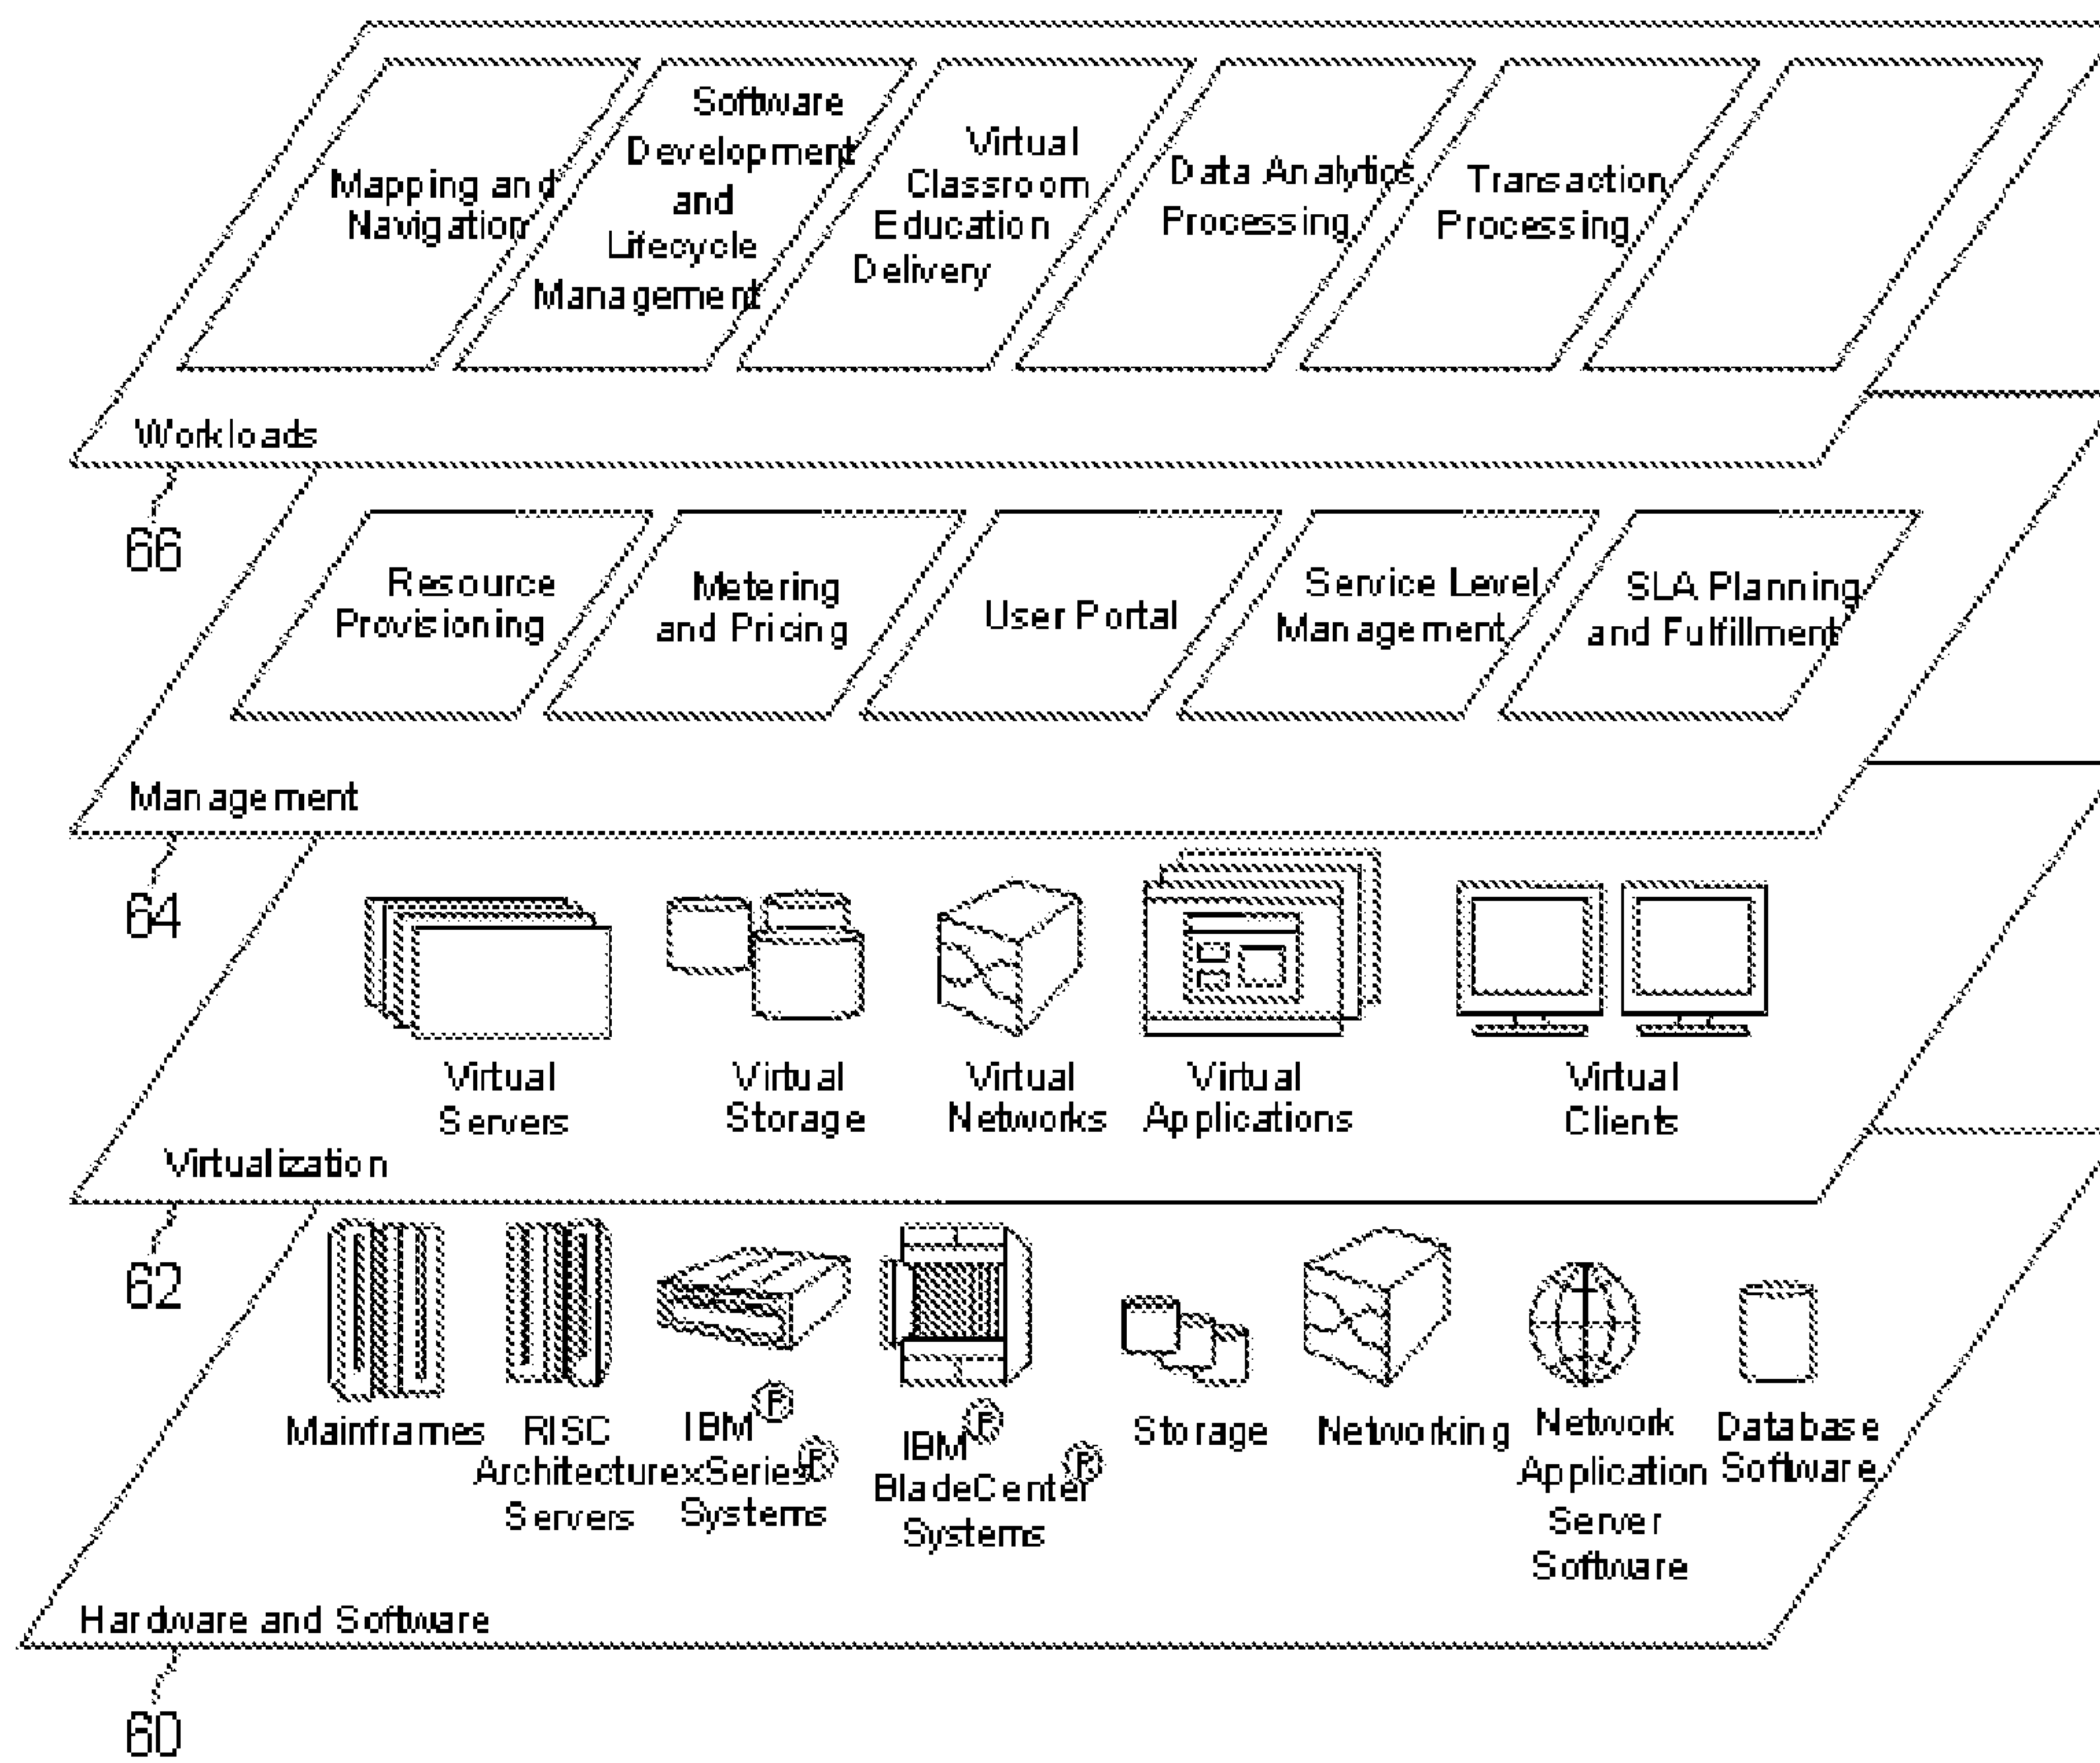 Mapping and
Navigation
Software
Development
and
Lifecycle
Management
Virtual
Classroom
Education
Delivery
Data Analytics
Processing
Transaction
Processing
Workloads
66
Resource
Provisioning
Metering
and Pricing
User Portal
Service Level
Management
SLA Planning
and Fulfillment
Management
64
Virtual
Servers
Virtual
Storage
Virtual
Networks
Virtual
Applications
Virtual
Clients
Virtualization
62
Mainframes
RISC
Architecture
Servers
IBM®
xSeries®
Systems
IBM®
BladeCenter®
Systems
Storage
Networking
Network
Application
Server
Software
Database
Software
Hardware and Software
60